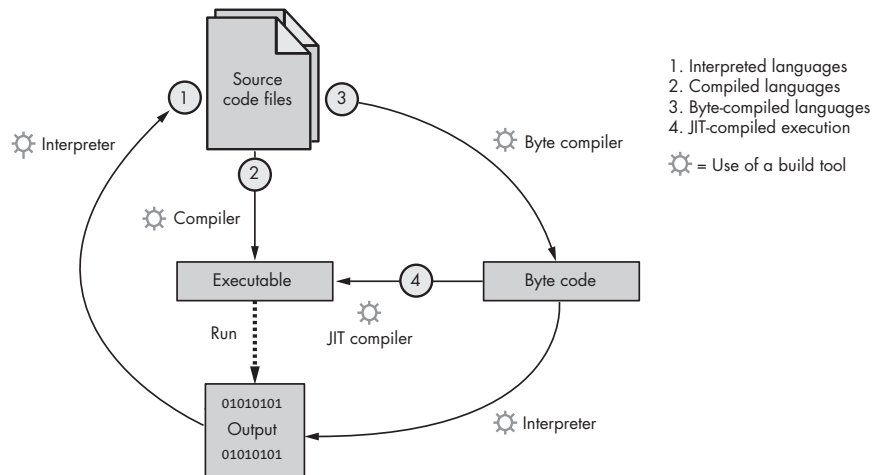 Source
code files
1
3
1. Interpreted languages
2. Compiled languages
3. Byte-compiled languages
4. JIT-compiled execution
= Use of a build tool
Interpreter
Byte compiler
2
Compiler
Executable
4
Byte code
Run
JIT compiler
01010101
Output
01010101
Interpreter